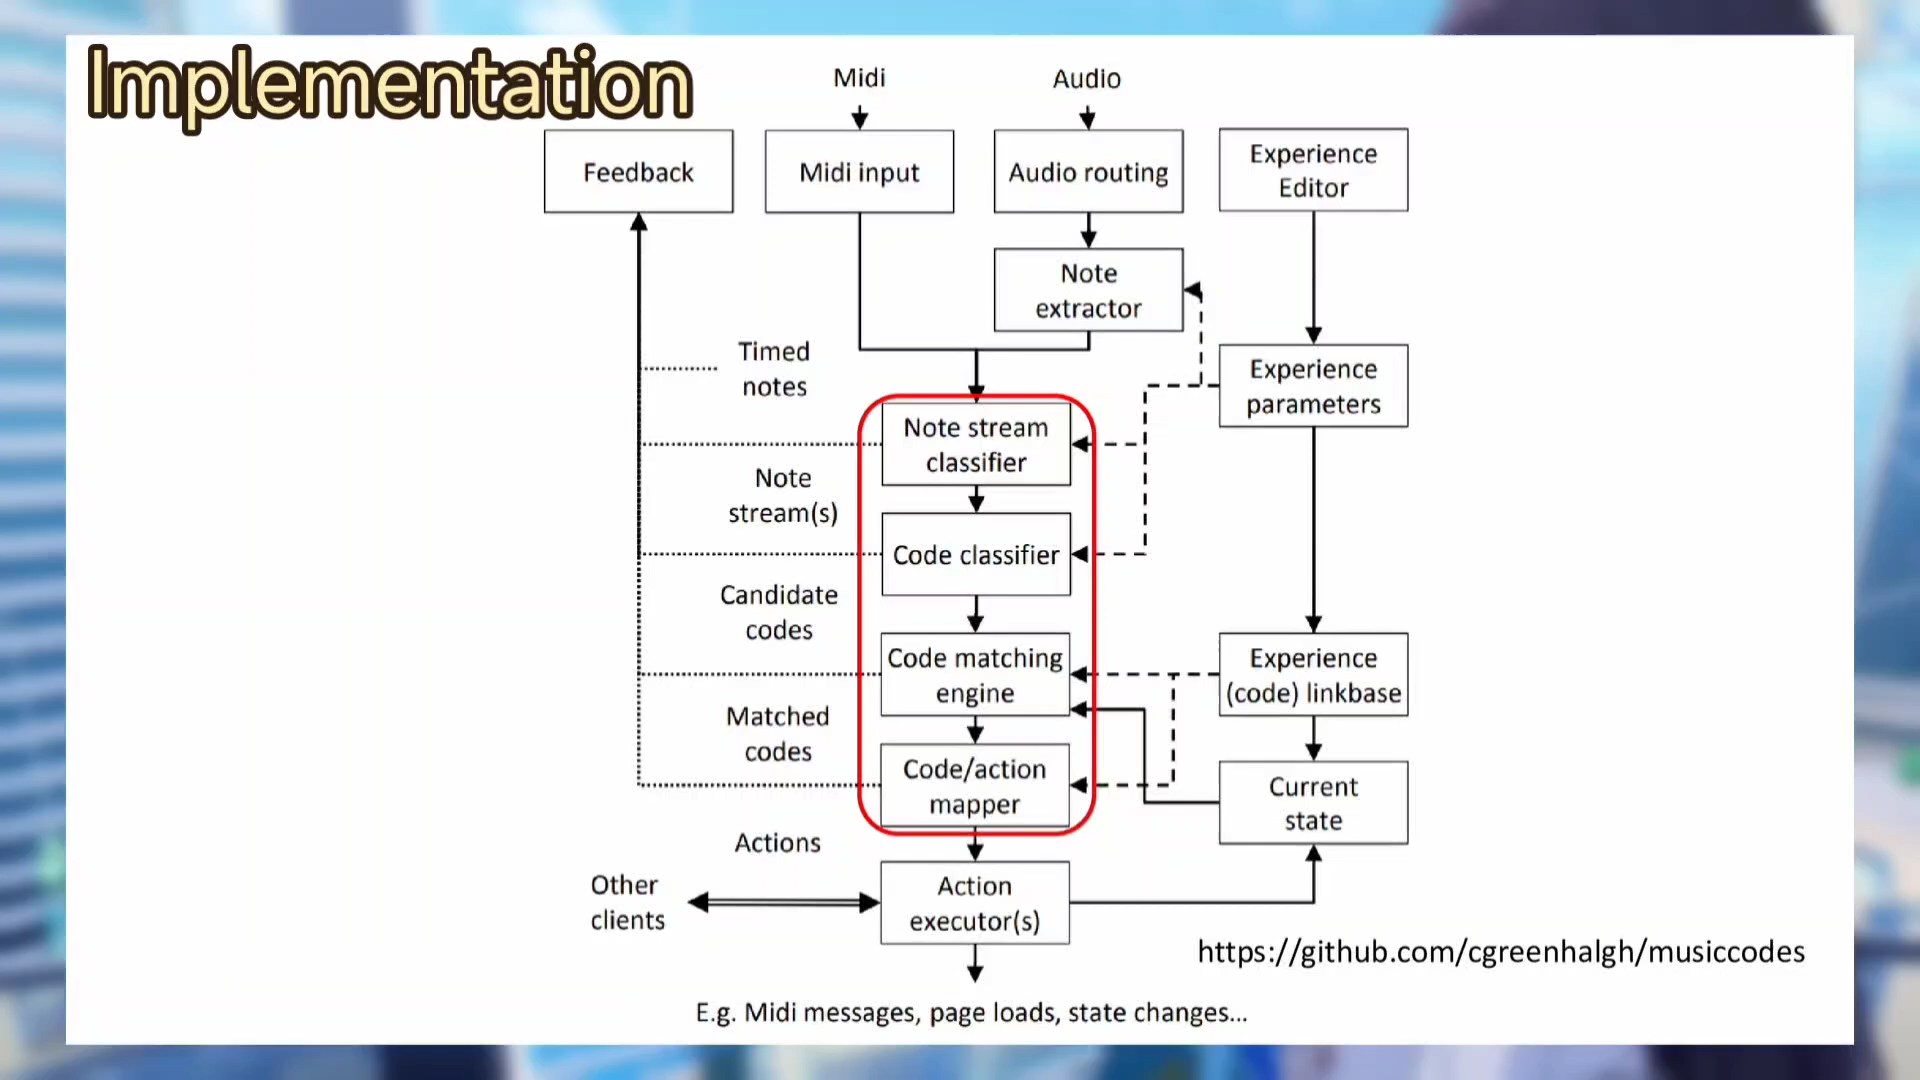 Implementation
Midi
Audio
Feedback
Midi input
Audio routing
Experience
Editor
Note
extractor
Timed
notes
Experience
parameters
Note stream
classifier
Note
stream(s)
Code classifier
Candidate
codes
Code matching
engine
Experience
(code) linkbase
Matched
codes
Code/action
mapper
Current
state
Actions
Other
clients
Action
executor(s)
https://github.com/cgreenhalgh/musiccodes
E.g. Midi messages, page loads, state changes...